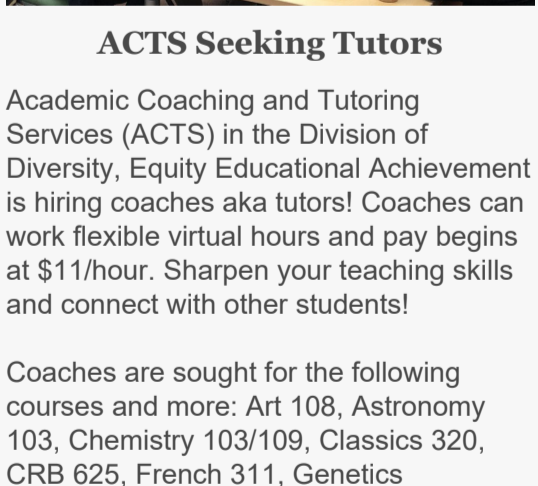 ACTS Seeking Tutors
Academic Coaching and Tutoring
Services (ACTS) in the Division of
Diversity, Equity Educational Achievement
is hiring coaches aka tutors! Coaches can
work flexible virtual hours and pay begins
at $11/hour. Sharpen your teaching skills
and connect with other students!
Coaches are sought for the following
courses and more: Art 108, Astronomy
103, Chemistry 103/109, Classics 320,
CRB 625, French 311, Genetics